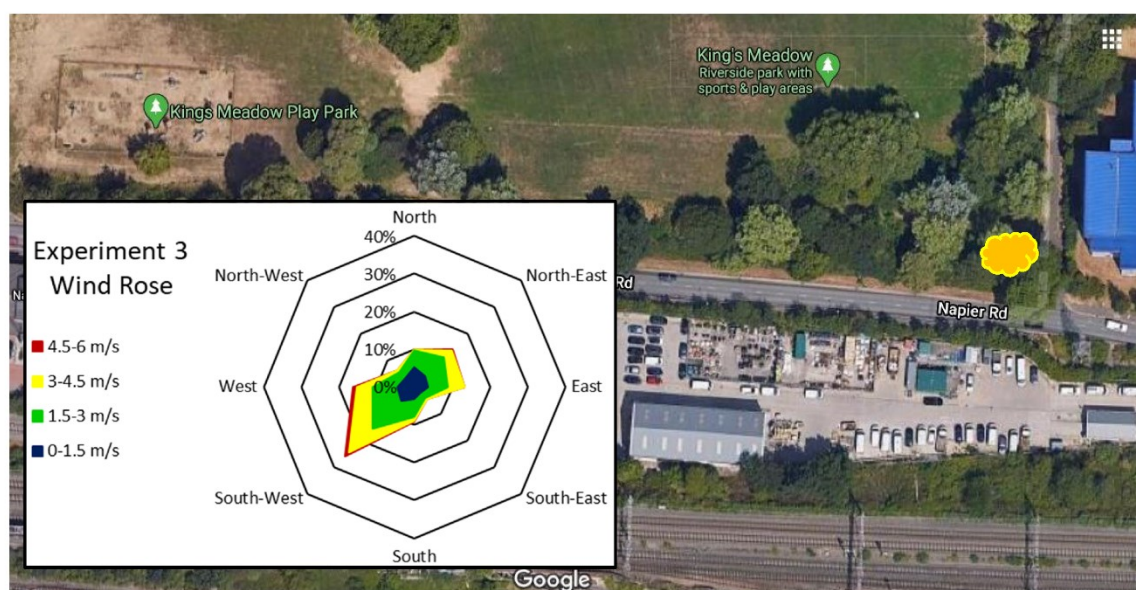 King's Meadow
Riverside park with
sports & play areas
Kings Meadow Play Park
Rd
Napier Rd
Experiment 3
Wind Rose
4.5-6 m/s
3-4.5 m/s
1.5-3 m/s
0-1.5 m/s
North
40%
30%
20%
10%
0%
North-West
North-East
West
East
South-West
South-East
South
Google